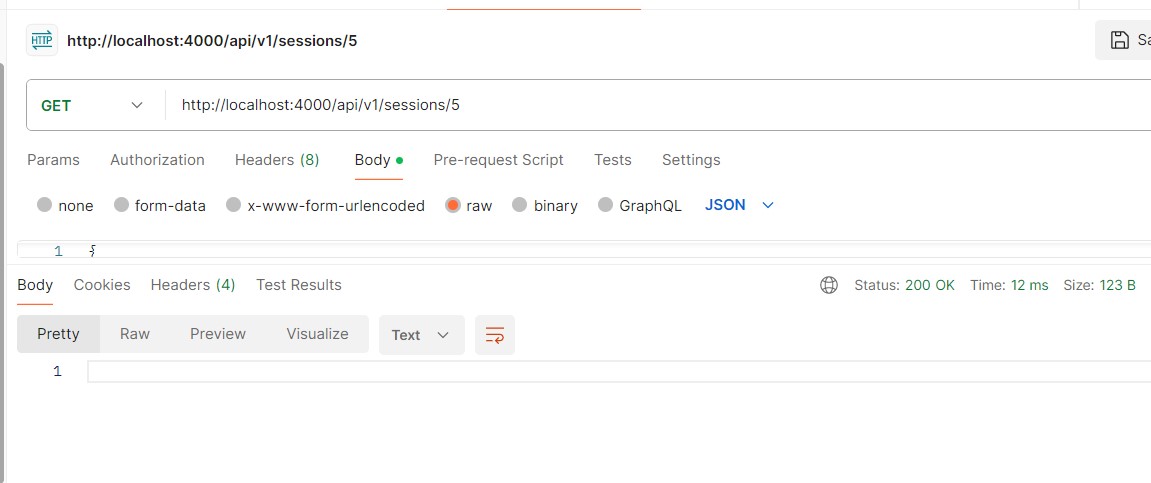 HTTP http://localhost:4000/api/v1/sessions/5
GET http://localhost:4000/api/v1/sessions/5
Params Authorization Headers (8) Body Pre-request Script Tests Settings
none form-data x-www-form-urlencoded raw binary GraphQL JSON
1 {
Body Cookies Headers (4) Test Results Status: 200 OK Time: 12 ms Size: 123 B
Pretty Raw Preview Visualize Text
1